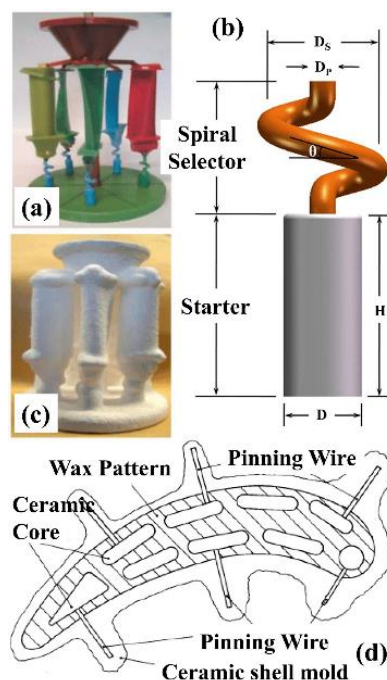 (a)
(b)
D_S
D_P
Spiral
Selector
θ
Starter
H
D
(c)
Pinning Wire
Wax Pattern
Ceramic
Core
Pinning Wire
(d)
Ceramic shell mold